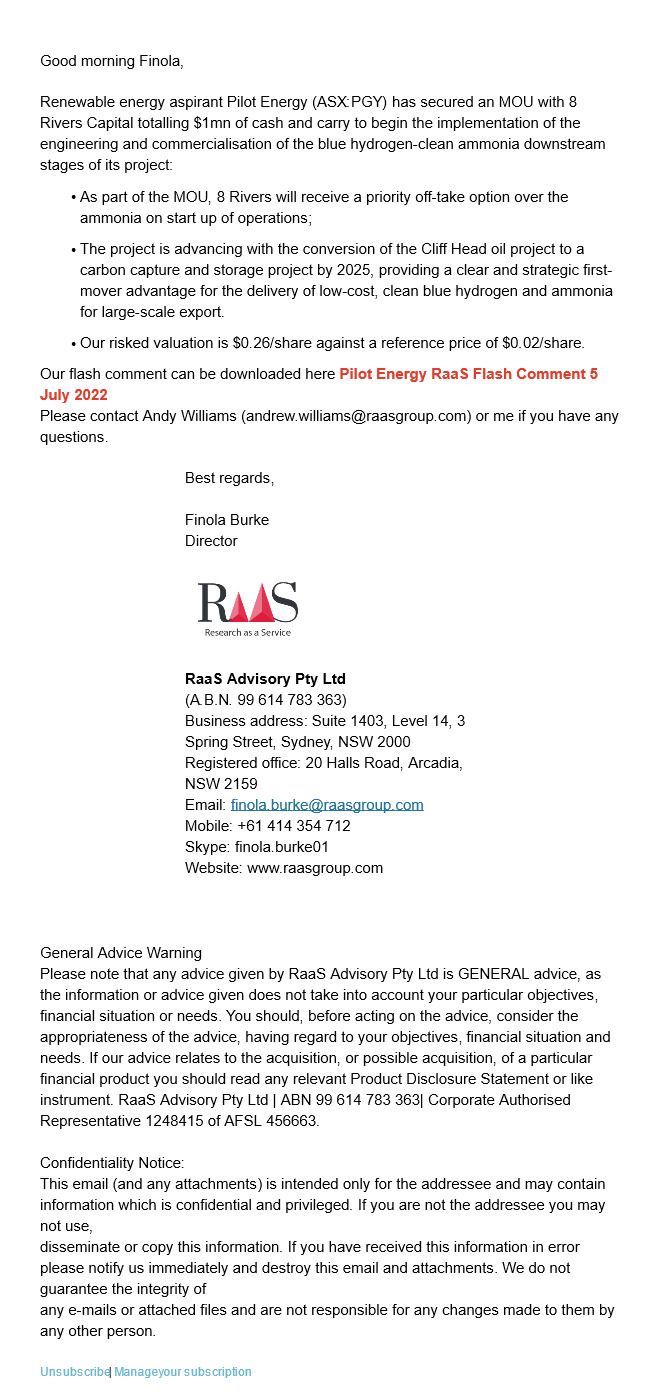 Good morning Finola,
Renewable energy aspirant Pilot Energy (ASX:PGY) has secured an MOU with 8
Rivers Capital totalling $1mn of cash and carry to begin the implementation of the
engineering and commercialisation of the blue hydrogen-clean ammonia downstream
stages of its project:
• As part of the MOU, 8 Rivers will receive a priority off-take option over the
ammonia on start up of operations;
• The project is advancing with the conversion of the Cliff Head oil project to a
carbon capture and storage project by 2025, providing a clear and strategic first-
mover advantage for the delivery of low-cost, clean blue hydrogen and ammonia
for large-scale export.
• Our risked valuation is $0.26/share against a reference price of $0.02/share.
Our flash comment can be downloaded here Pilot Energy RaaS Flash Comment 5
July 2022
Please contact Andy Williams (andrew.williams@raasgroup.com) or me if you have any
questions.
Best regards,
Finola Burke
Director
RaaS
Research as a Service
RaaS Advisory Pty Ltd
(A.B.N. 99 614 783 363)
Business address: Suite 1403, Level 14, 3
Spring Street, Sydney, NSW 2000
Registered office: 20 Halls Road, Arcadia,
NSW 2159
Email: finola.burke@raasgroup.com
Mobile: +61 414 354 712
Skype: finola.burke01
Website: www.raasgroup.com
General Advice Warning
Please note that any advice given by RaaS Advisory Pty Ltd is GENERAL advice, as
the information or advice given does not take into account your particular objectives,
financial situation or needs. You should, before acting on the advice, consider the
appropriateness of the advice, having regard to your objectives, financial situation and
needs. If our advice relates to the acquisition, or possible acquisition, of a particular
financial product you should read any relevant Product Disclosure Statement or like
instrument. RaaS Advisory Pty Ltd | ABN 99 614 783 363| Corporate Authorised
Representative 1248415 of AFSL 456663.
Confidentiality Notice:
This email (and any attachments) is intended only for the addressee and may contain
information which is confidential and privileged. If you are not the addressee you may
not use,
disseminate or copy this information. If you have received this information in error
please notify us immediately and destroy this email and attachments. We do not
guarantee the integrity of
any e-mails or attached files and are not responsible for any changes made to them by
any other person.
Unsubscribe| Manageyour subscription